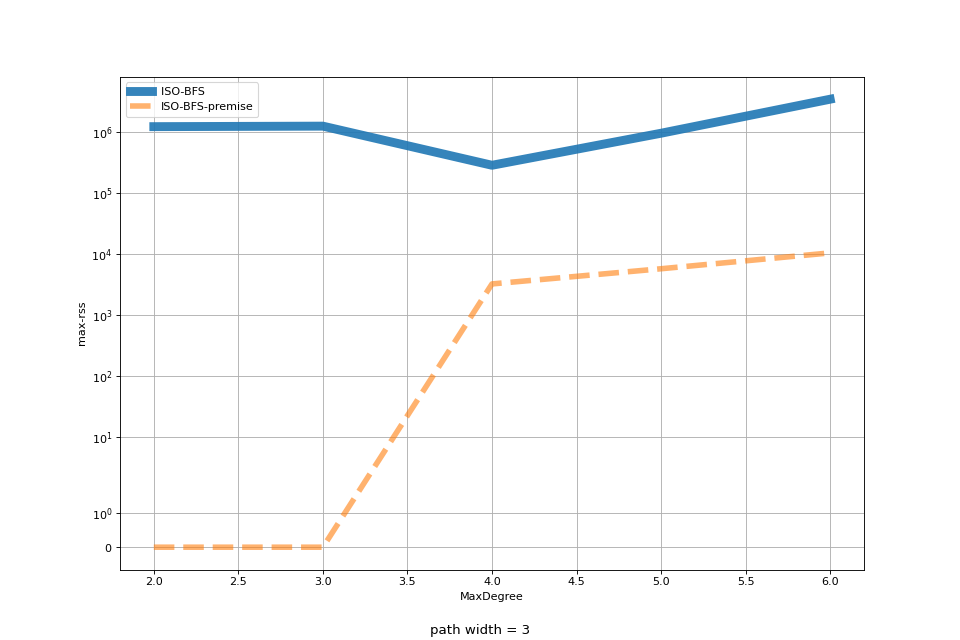 ISO-BFS
ISO-BFS-premise
10^6
10^5
10^4
10^3
10^2
10^1
10^0
0
max-rss
2.0 2.5 3.0 3.5 4.0 4.5 5.0 5.5 6.0
MaxDegree
path width = 3